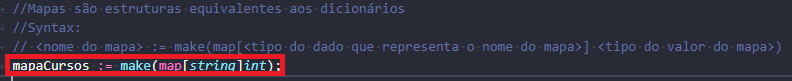 //Mapas são estruturas equivalentes aos dicionários
//Syntax:
// <nome do mapa> := make(map[<tipo do dado que representa o nome do mapa>] <tipo do valor do mapa>)
mapaCursos := make(map[string]int);